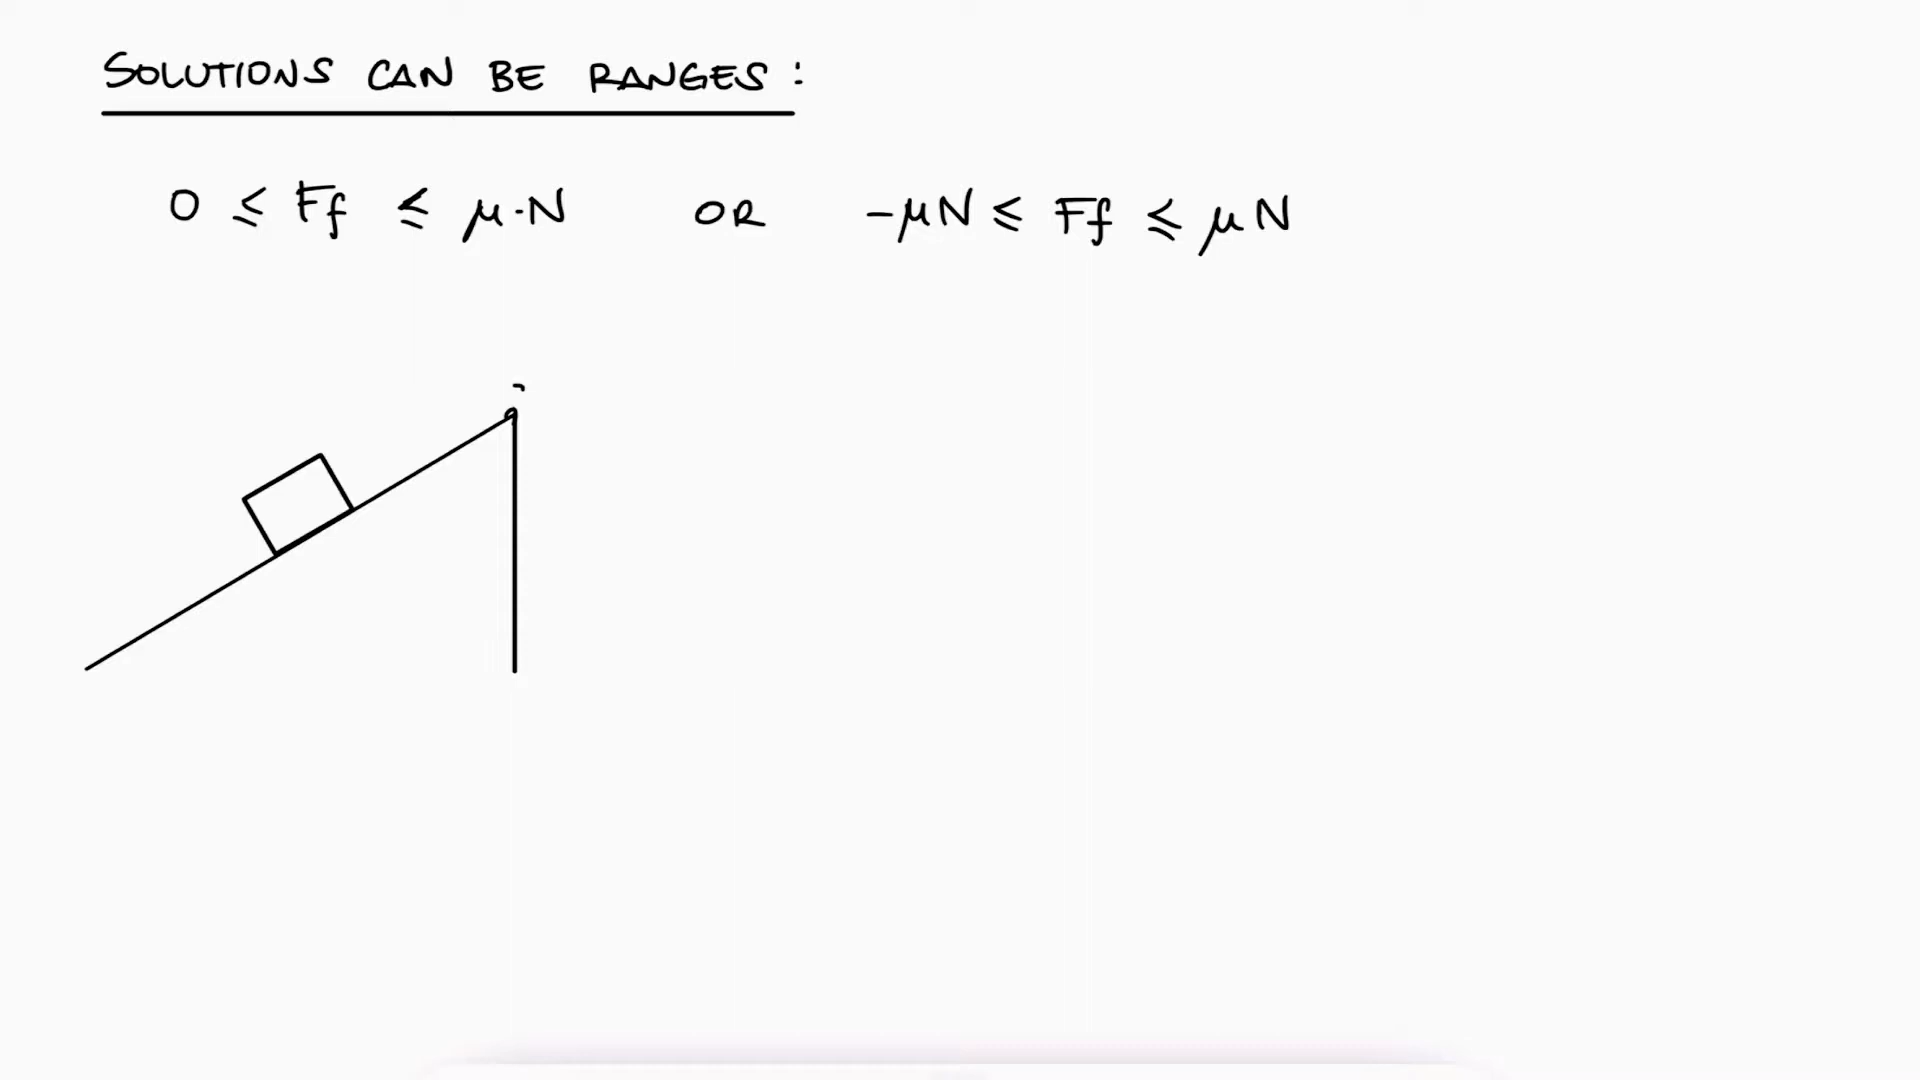 SOLUTIONS CAN BE RANGES:
0 ≤ Ff ≤ μ·N OR -μN ≤ Ff ≤ μN